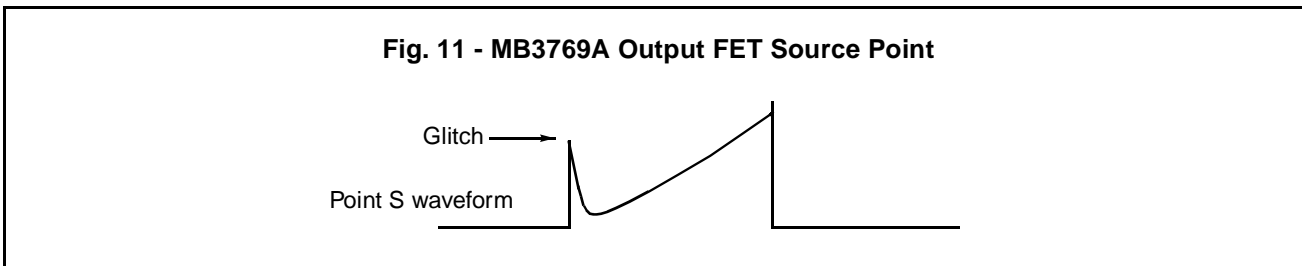 Fig. 11 - MB3769A Output FET Source Point
Glitch
Point S waveform